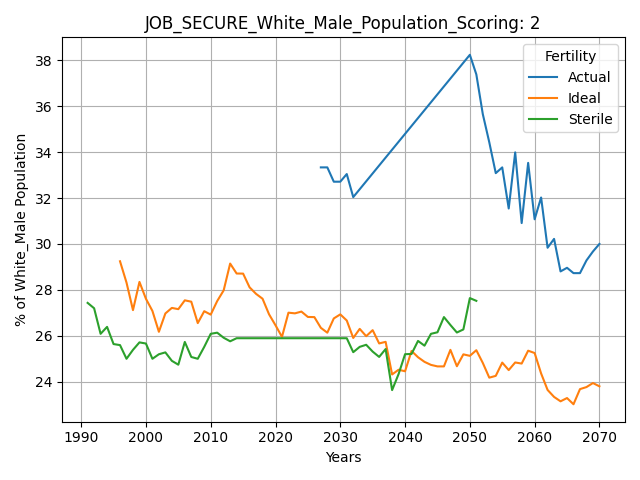 JOB_SECURE_White_Male_Population_Scoring: 2
% of White_Male Population
38
36
34
32
30
28
26
24
Fertility
Actual
Ideal
Sterile
1990 2000 2010 2020 2030 2040 2050 2060 2070
Years